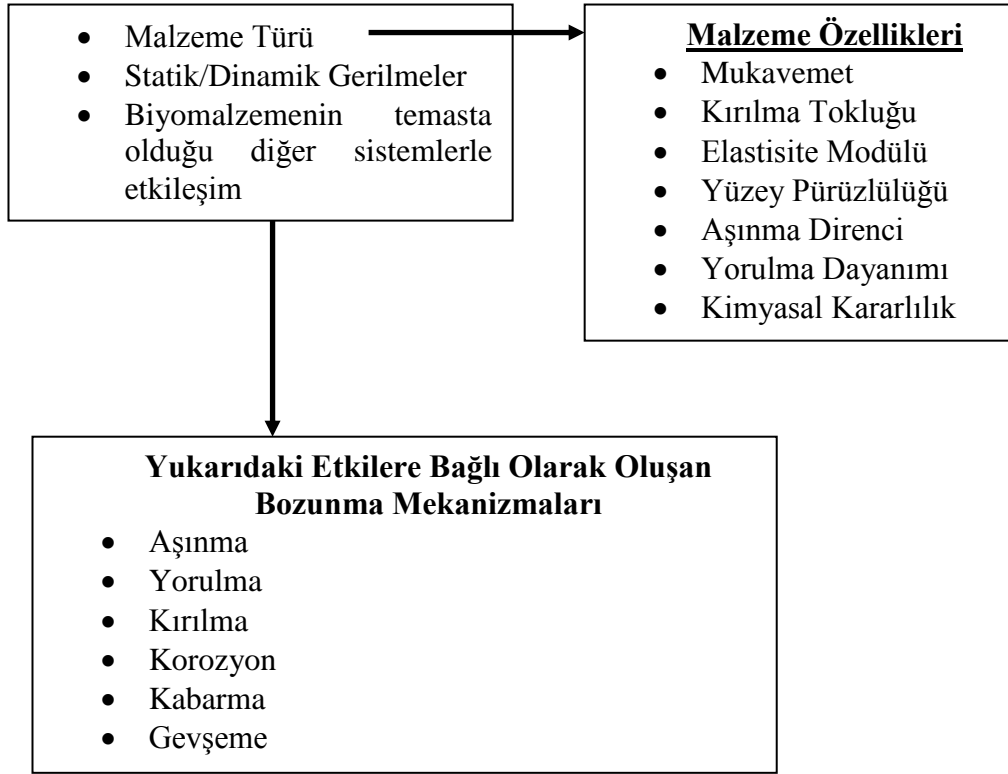 • Malzeme Türü
• Statik/Dinamik Gerilmeler
• Biyomalzemenin temasta
olduğu diğer sistemlerle
etkileşim
Malzeme Özellikleri
• Mukavemet
• Kırılma Tokluğu
• Elastisite Modülü
• Yüzey Pürüzlülüğü
• Aşınma Direnci
• Yorulma Dayanımı
• Kimyasal Kararlılık
Yukarıdaki Etkilere Bağlı Olarak Oluşan
Bozunma Mekanizmaları
• Aşınma
• Yorulma
• Kırılma
• Korozyon
• Kabarma
• Gevşeme